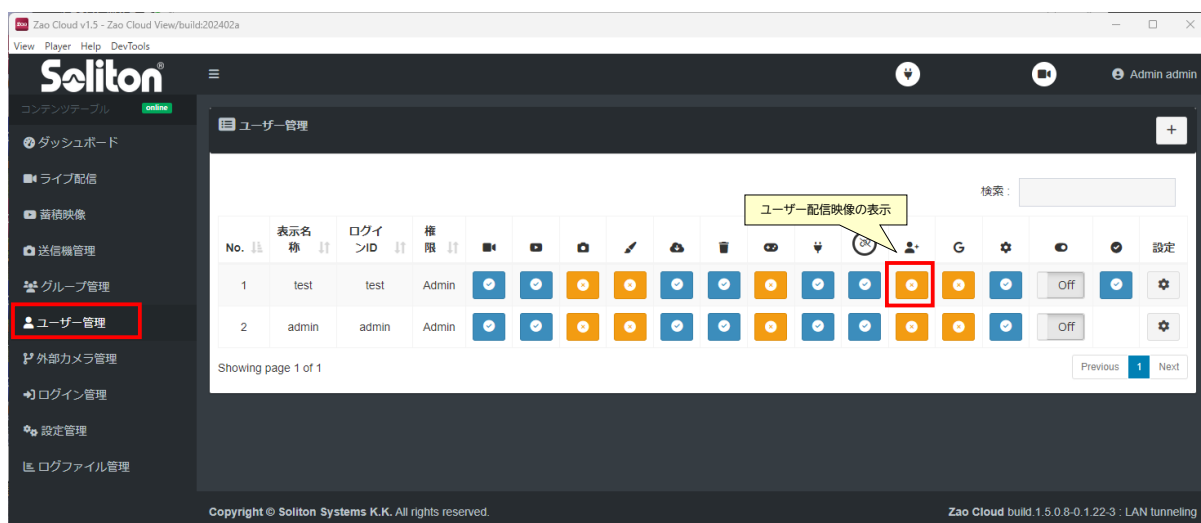 Zao Cloud v1.5 - Zao Cloud View/build:202402a
View Player Help DevTools
Soliton®
Admin admin
コンテンツテーブル online
ユーザー管理
+
ダッシュボード
ライブ配信
検索 :
蓄積映像
ユーザー配信映像の表示
送信機管理
No. 表示名称 ログインID 権限 G 設定
グループ管理
1 test test Admin Off
ユーザー管理
2 admin admin Admin Off
外部カメラ管理
Showing page 1 of 1 Previous 1 Next
ログイン管理
設定管理
ログファイル管理
Copyright © Soliton Systems K.K. All rights reserved. Zao Cloud build.1.5.0.8-0.1.22-3 : LAN tunneling